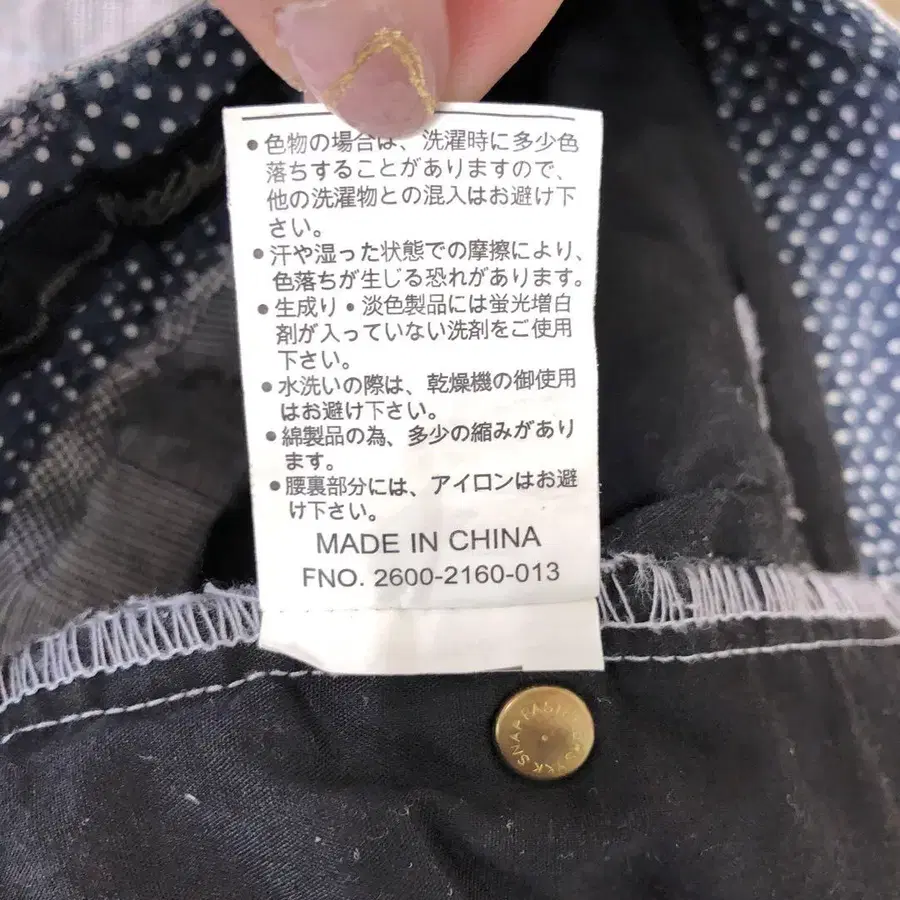 ●色物の場合は、洗濯時に多少色
落ちすることがありますので、
他の洗濯物との混入はお避け下
さい。
●汗や湿った状態での摩擦により、
色落ちが生じる恐れがあります。
●生成り・淡色製品には蛍光増白
剤が入っていない洗剤をご使用
下さい。
●水洗いの際は、乾燥機の御使用
はお避け下さい。
●綿製品の為、多少の縮みがあり
ます。
●腰裏部分には、アイロンはお避
け下さい。
MADE IN CHINA
FNO. 2600-2160-013
SNAP FASTENER YKK